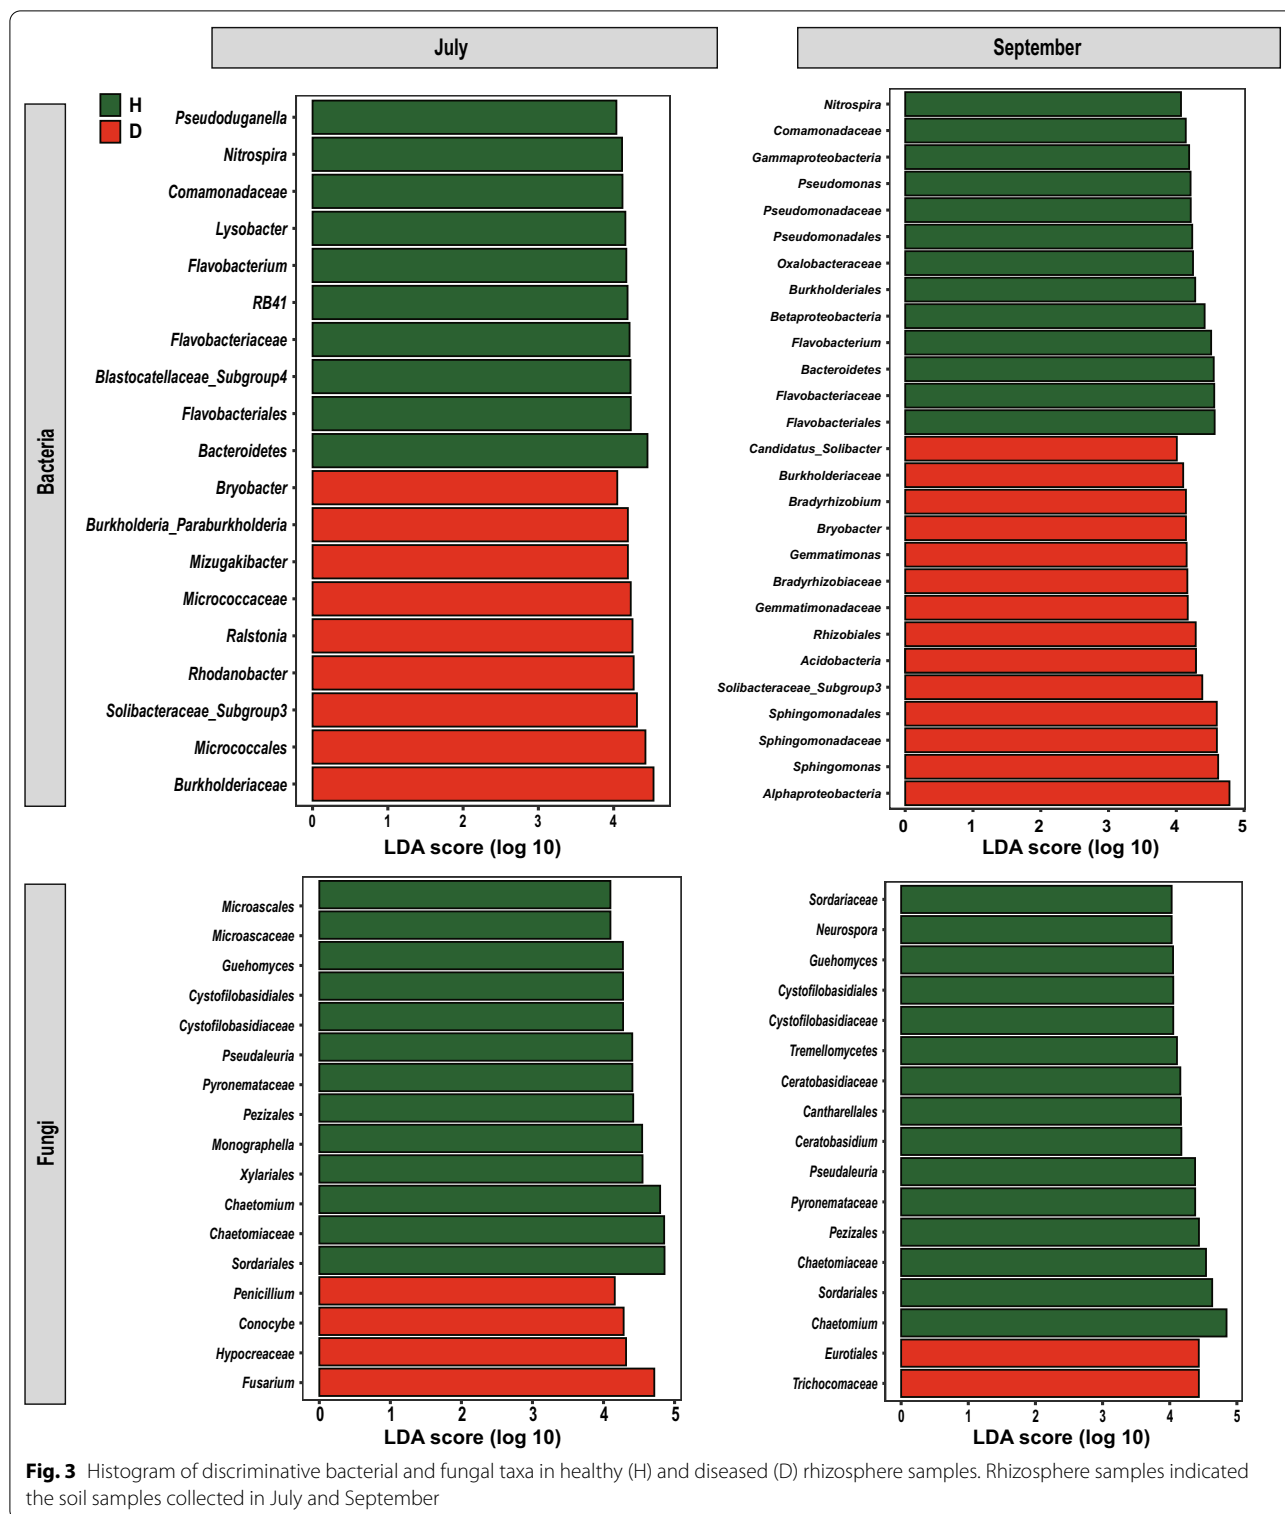 July
September
Bacteria
H
D
Pseudoduganella
Nitrospira
Comamonadaceae
Lysobacter
Flavobacterium
RB41
Flavobacteriaceae
Blastocatellaceae_Subgroup4
Flavobacteriales
Bacteroidetes
Bryobacter
Burkholderia_Paraburkholderia
Mizugakibacter
Micrococcaceae
Ralstonia
Rhodanobacter
Solibacteraceae_Subgroup3
Micrococcales
Burkholderiaceae
0 1 2 3 4
LDA score (log 10)
Nitrospira
Comamonadaceae
Gammaproteobacteria
Pseudomonas
Pseudomonadaceae
Pseudomonadales
Oxalobacteraceae
Burkholderiales
Betaproteobacteria
Flavobacterium
Bacteroidetes
Flavobacteriaceae
Flavobacteriales
Candidatus_Solibacter
Burkholderiaceae
Bradyrhizobium
Bryobacter
Gemmatimonas
Bradyrhizobiaceae
Gemmatimonadaceae
Rhizobiales
Acidobacteria
Solibacteraceae_Subgroup3
Sphingomonadales
Sphingomonadaceae
Sphingomonas
Alphaproteobacteria
0 1 2 3 4 5
LDA score (log 10)
Fungi
Microascales
Microascaceae
Guehomyces
Cystofilobasidiales
Cystofilobasidiaceae
Pseudaleuria
Pyronemataceae
Pezizales
Monographella
Xylariales
Chaetomium
Chaetomiaceae
Sordariales
Penicillium
Conocybe
Hypocreaceae
Fusarium
0 1 2 3 4 5
LDA score (log 10)
Sordariaceae
Neurospora
Guehomyces
Cystofilobasidiales
Cystofilobasidiaceae
Tremellomycetes
Ceratobasidiaceae
Cantharellales
Ceratobasidium
Pseudaleuria
Pyronemataceae
Pezizales
Chaetomiaceae
Sordariales
Chaetomium
Eurotiales
Trichocomaceae
0 1 2 3 4 5
LDA score (log 10)
Fig. 3 Histogram of discriminative bacterial and fungal taxa in healthy (H) and diseased (D) rhizosphere samples. Rhizosphere samples indicated
the soil samples collected in July and September